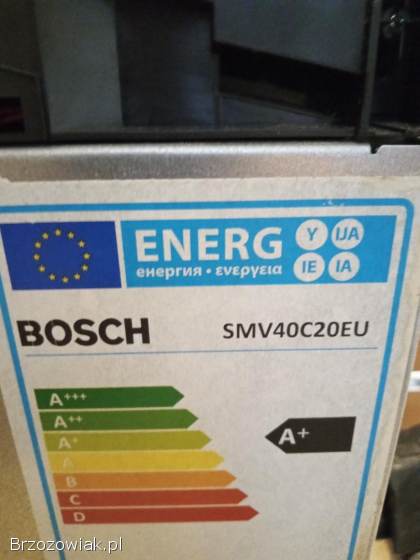 ENERG
Y
IJA
IE
IA
енергия · ενεργεια
BOSCH
SMV40C20EU
A+++
A++
A+
A
B
C
D
A+
Brzozowiak.pl